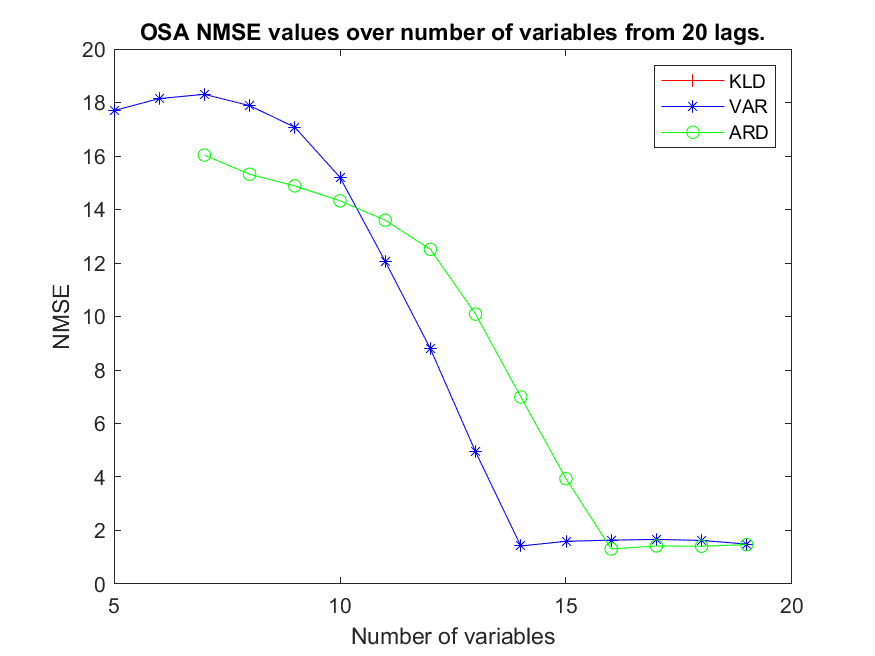 OSA NMSE values over number of variables from 20 lags.
20
18
16
14
12
10
8
6
4
2
0
NMSE
KLD
VAR
ARD
5
10
15
20
Number of variables